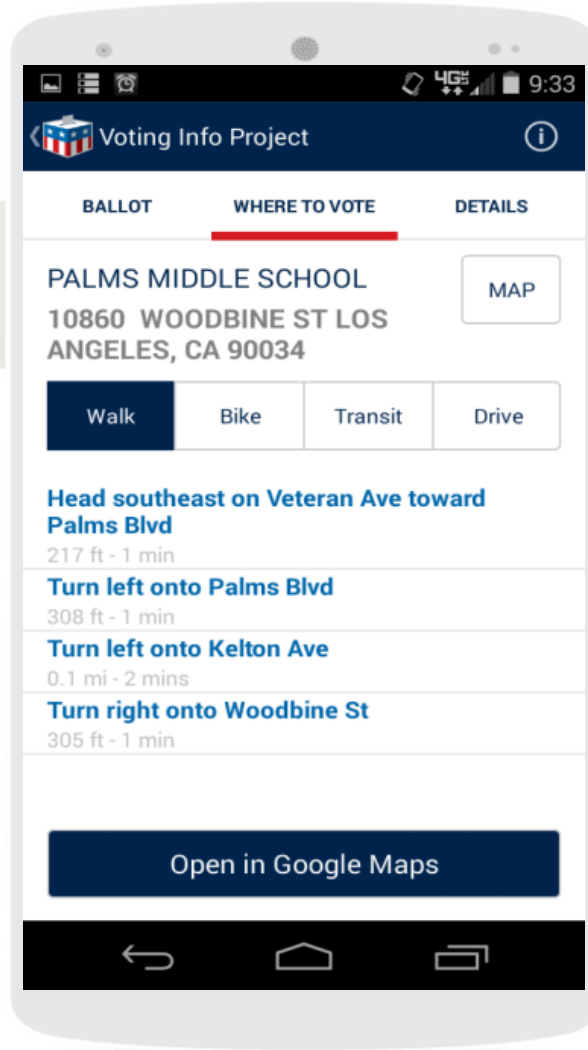 4G LTE 9:33
Voting Info Project
BALLOT WHERE TO VOTE DETAILS
PALMS MIDDLE SCHOOL MAP
10860 WOODBINE ST LOS
ANGELES, CA 90034
Walk Bike Transit Drive
Head southeast on Veteran Ave toward
Palms Blvd
217 ft - 1 min
Turn left onto Palms Blvd
308 ft - 1 min
Turn left onto Kelton Ave
0.1 mi - 2 mins
Turn right onto Woodbine St
305 ft - 1 min
Open in Google Maps